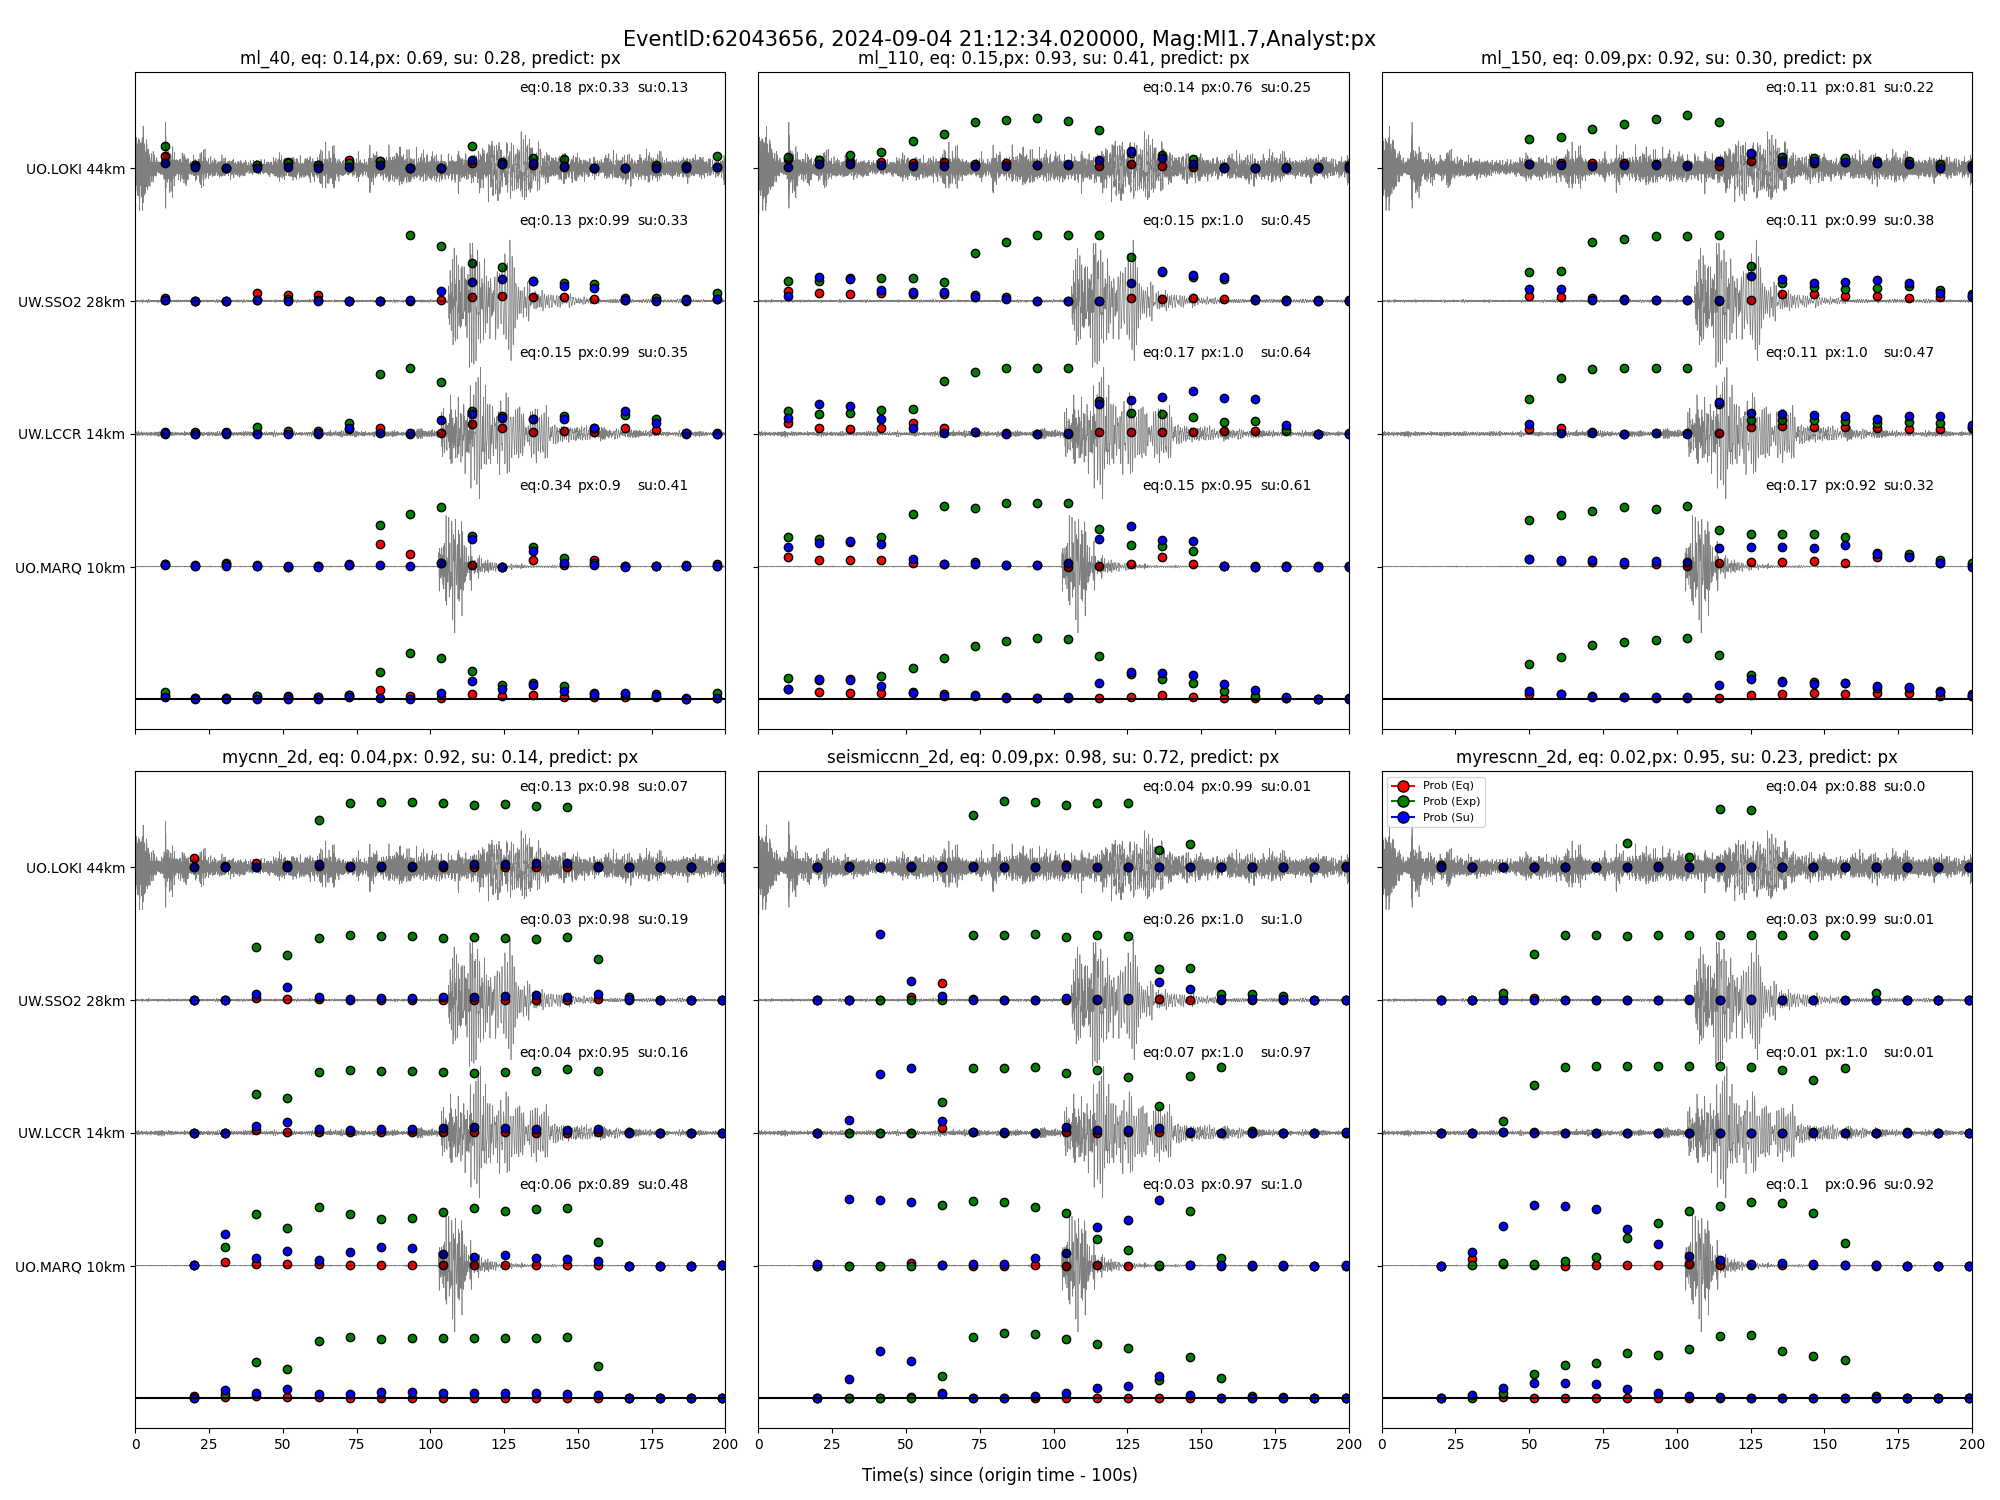 EventID:62043656, 2024-09-04 21:12:34.020000, Mag:Ml1.7,Analyst:px
ml_40, eq: 0.14,px: 0.69, su: 0.28, predict: px
eq:0.18 px:0.33 su:0.13
UO.LOKI 44km
eq:0.13 px:0.99 su:0.33
UW.SSO2 28km
eq:0.15 px:0.99 su:0.35
UW.LCCR 14km
eq:0.34 px:0.9 su:0.41
UO.MARQ 10km
ml_110, eq: 0.15,px: 0.93, su: 0.41, predict: px
eq:0.14 px:0.76 su:0.25
eq:0.15 px:1.0 su:0.45
eq:0.17 px:1.0 su:0.64
eq:0.15 px:0.95 su:0.61
ml_150, eq: 0.09,px: 0.92, su: 0.30, predict: px
eq:0.11 px:0.81 su:0.22
eq:0.11 px:0.99 su:0.38
eq:0.11 px:1.0 su:0.47
eq:0.17 px:0.92 su:0.32
mycnn_2d, eq: 0.04,px: 0.92, su: 0.14, predict: px
eq:0.13 px:0.98 su:0.07
UO.LOKI 44km
eq:0.03 px:0.98 su:0.19
UW.SSO2 28km
eq:0.04 px:0.95 su:0.16
UW.LCCR 14km
eq:0.06 px:0.89 su:0.48
UO.MARQ 10km
0 25 50 75 100 125 150 175 200
seismiccnn_2d, eq: 0.09,px: 0.98, su: 0.72, predict: px
eq:0.04 px:0.99 su:0.01
eq:0.26 px:1.0 su:1.0
eq:0.07 px:1.0 su:0.97
eq:0.03 px:0.97 su:1.0
0 25 50 75 100 125 150 175 200
myrescnn_2d, eq: 0.02,px: 0.95, su: 0.23, predict: px
Prob (Eq)
Prob (Exp)
Prob (Su)
eq:0.04 px:0.88 su:0.0
eq:0.03 px:0.99 su:0.01
eq:0.01 px:1.0 su:0.01
eq:0.1 px:0.96 su:0.92
0 25 50 75 100 125 150 175 200
Time(s) since (origin time - 100s)